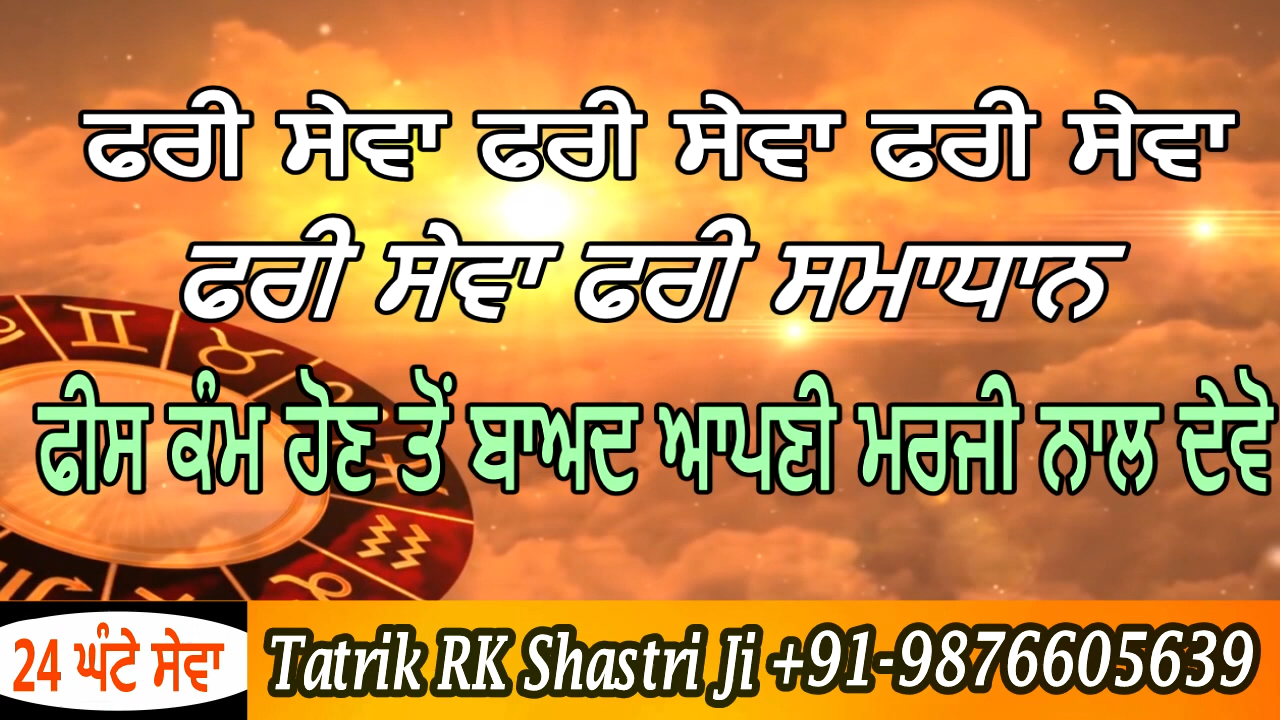 ਫਰੀ ਸੇਵਾ ਫਰੀ ਸੇਵਾ ਫਰੀ ਸੇਵਾ
ਫਰੀ ਸੇਵਾ ਫਰੀ ਸਮਾਧਾਨ
ਫੀਸ ਕੰਮ ਹੋਣ ਤੋਂ ਬਾਅਦ ਆਪਣੀ ਮਰਜੀ ਨਾਲ ਦੇਵੋ
24 ਘੰਟੇ ਸੇਵਾ Tatrik RK Shastri Ji +91-9876605639